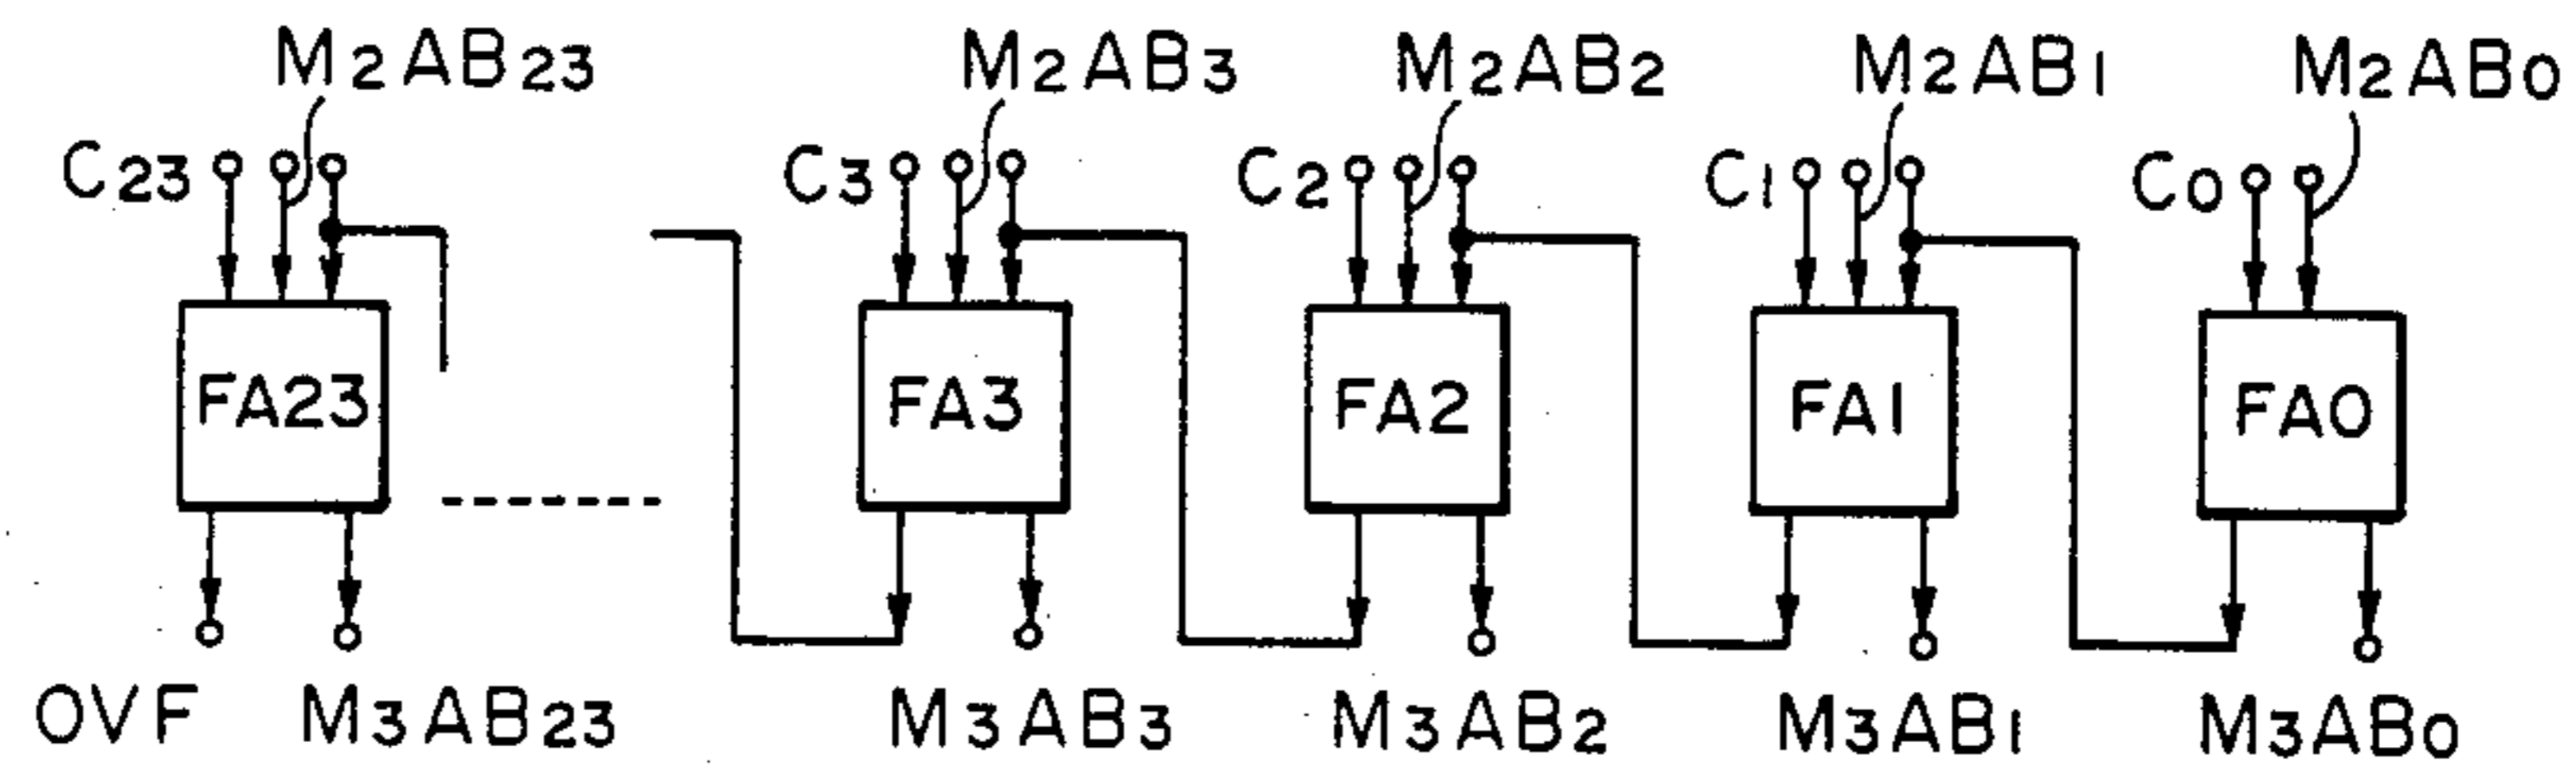 M2AB23 M2AB3 M2AB2 M2AB1 M2AB0
C23 C3 C2 C1 C0
FA23 FA3 FA2 FA1 FA0
OVF M3AB23 M3AB3 M3AB2 M3AB1 M3AB0